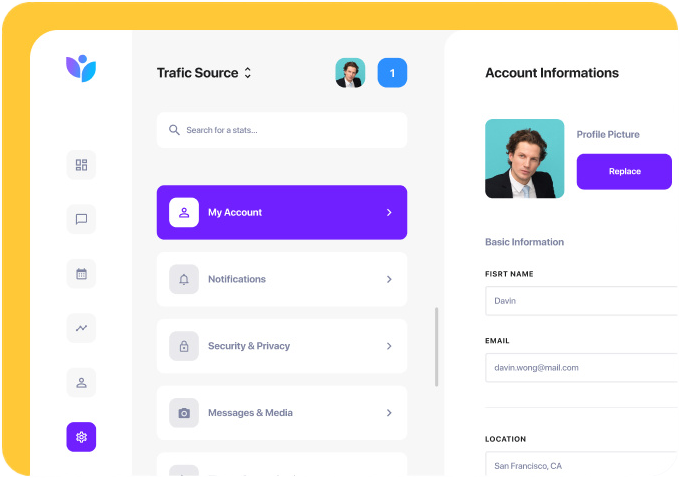 Trafic Source
1
Search for a stats...
My Account
Notifications
Security & Privacy
Messages & Media
Account Informations
Profile Picture
Replace
Basic Information
FISRT NAME
Davin
EMAIL
davin.wong@mail.com
LOCATION
San Francisco, CA